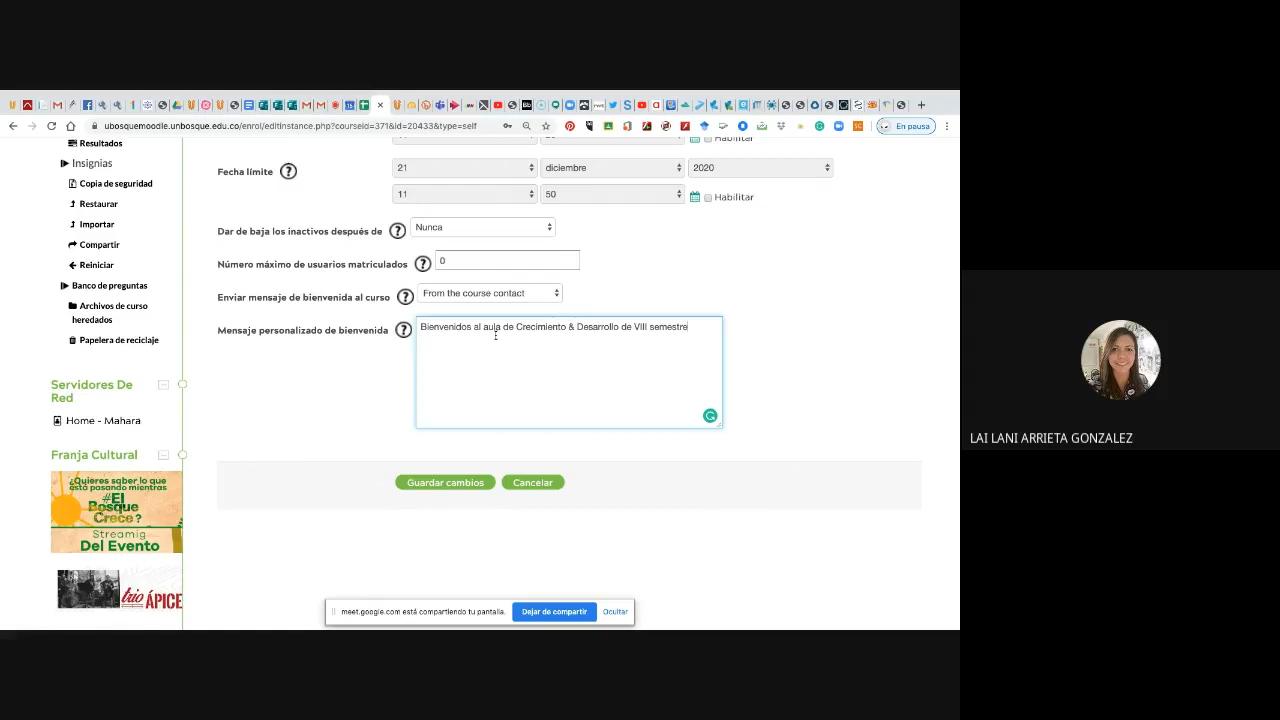 ubosquemoodle.unbosque.edu.co/enrol/editinstance.php?courseid=371&id=20433&type=self
En pausa
Resultados
Insignias
Copia de seguridad
Restaurar
Importar
Compartir
Reiniciar
Banco de preguntas
Archivos de curso
heredados
Papelera de reciclaje
Servidores De
Red
Home - Mahara
Franja Cultural
¿Quieres saber lo que
está pasando mientras
#El
Bosque
Crece?
Streamig
Del Evento
trio ÁPICE
Habilitar
Fecha límite
21 diciembre 2020
11 50 Habilitar
Dar de baja los inactivos después de Nunca
Número máximo de usuarios matriculados 0
Enviar mensaje de bienvenida al curso From the course contact
Mensaje personalizado de bienvenida Bienvenidos al aula de Crecimiento & Desarrollo de VIII semestre
Guardar cambios Cancelar
meet.google.com está compartiendo tu pantalla. Dejar de compartir Ocultar
LAI LANI ARRIETA GONZALEZ